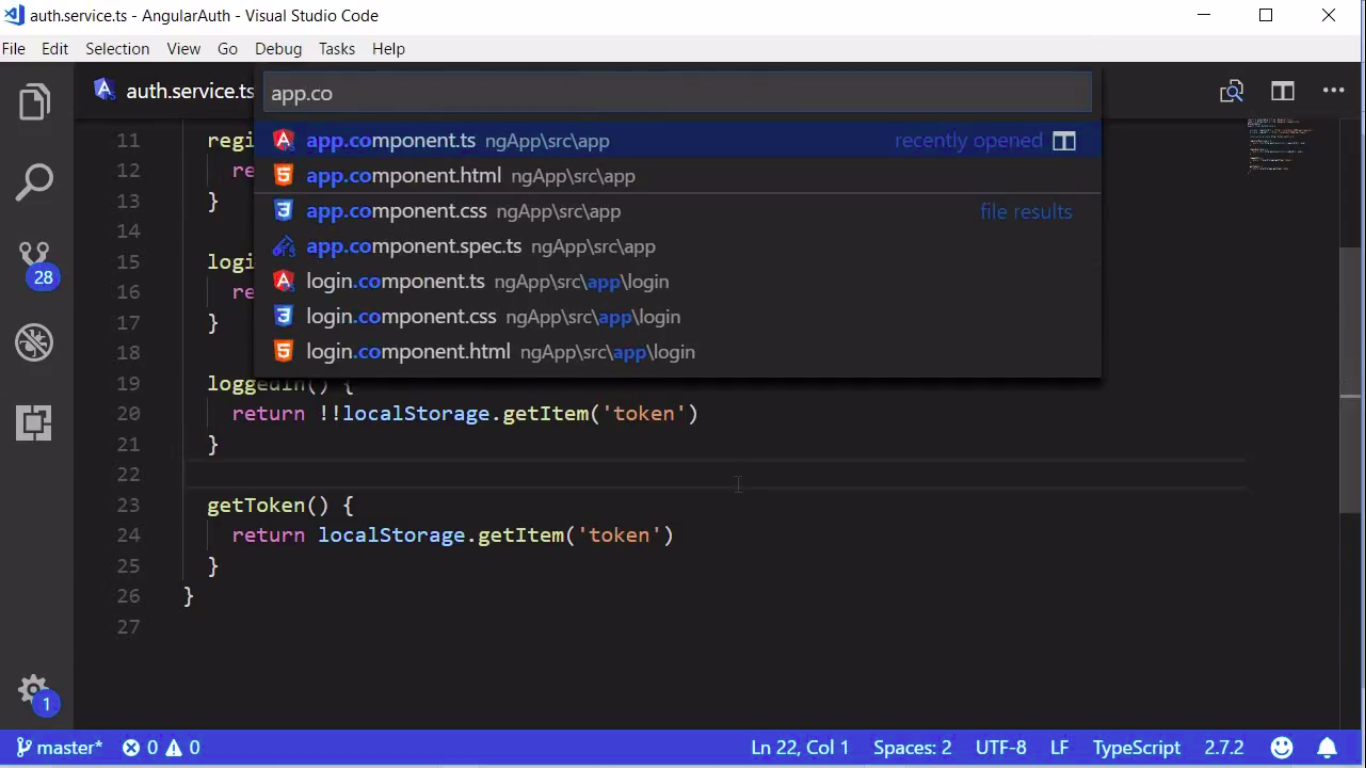 auth.service.ts - AngularAuth - Visual Studio Code
File Edit Selection View Go Debug Tasks Help
auth.service.ts
app.co
app.component.ts ngApp\src\app recently opened
app.component.html ngApp\src\app
app.component.css ngApp\src\app file results
app.component.spec.ts ngApp\src\app
login.component.ts ngApp\src\app\login
login.component.css ngApp\src\app\login
login.component.html ngApp\src\app\login
11 regi
12 re
13 }
14
15 logi
16 re
17 }
18
19 loggedIn() {
20 return !!localStorage.getItem('token')
21 }
22
23 getToken() {
24 return localStorage.getItem('token')
25 }
26 }
27
28
1
master* 0 0 Ln 22, Col 1 Spaces: 2 UTF-8 LF TypeScript 2.7.2